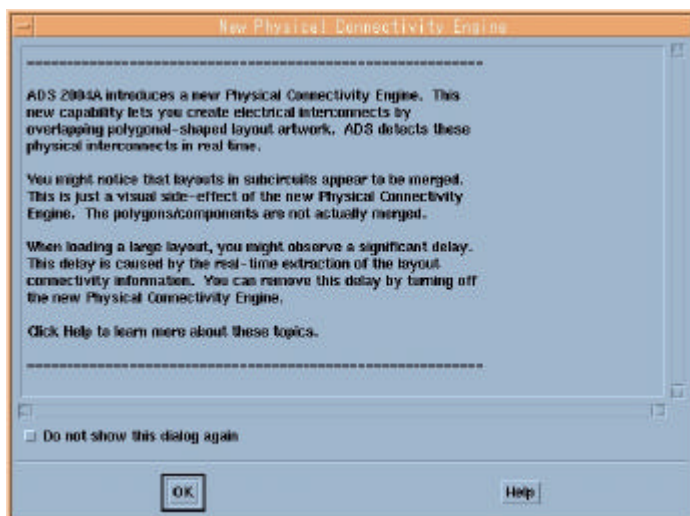 New Physical Connectivity Engine
ADS 2004A introduces a new Physical Connectivity Engine. This
new capability lets you create electrical interconnects by
overlapping polygonal-shaped layout artwork. ADS detects these
physical interconnects in real time.
You might notice that layouts in subcircuits appear to be merged.
This is just a visual side-effect of the new Physical Connectivity
Engine. The polygons/components are not actually merged.
When loading a large layout, you might observe a significant delay.
This delay is caused by the real-time extraction of the layout
connectivity information. You can remove this delay by turning off
the new Physical Connectivity Engine.
Click Help to learn more about these topics.
Do not show this dialog again
OK
Help